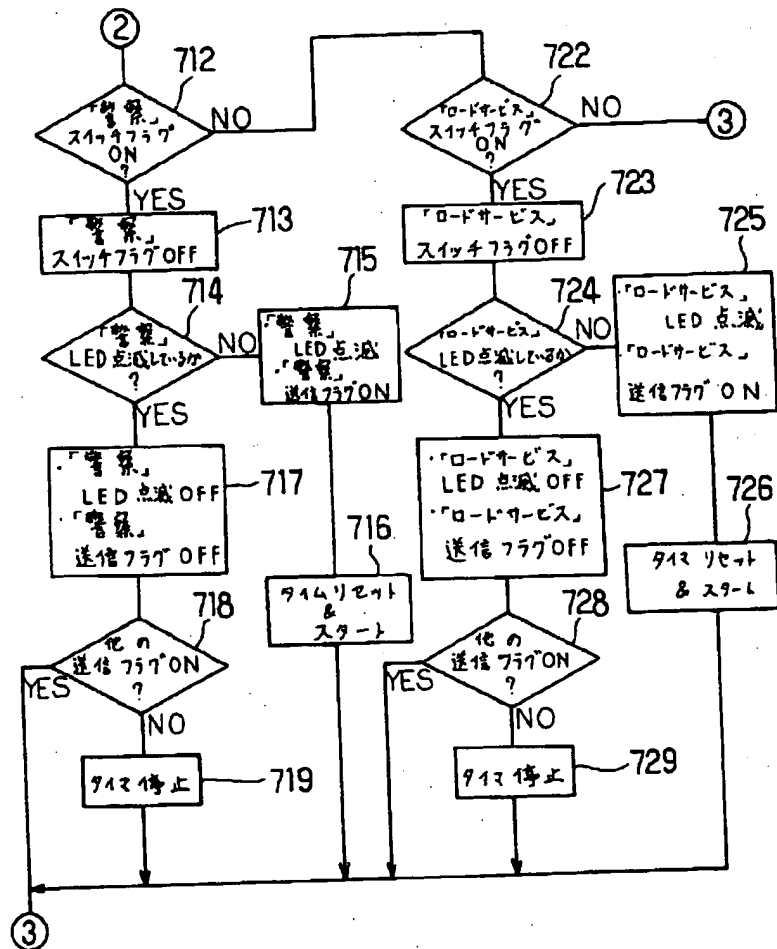 ②
712
「警察」
スイッチフラグ
ON
?
NO
YES
713
「警察」
スイッチフラグOFF
714
「警察」
LED点滅しているか
?
NO
YES
715
・「警察」
LED点滅
・「警察」
送信フラグON
716
タイムリセット
&
スタート
717
・「警察」
LED点滅OFF
・「警察」
送信フラグOFF
718
他の
送信フラグON
?
YES
NO
719
タイマ停止
③
722
「ロードサービス」
スイッチフラグ
ON
?
NO
③
YES
723
「ロードサービス」
スイッチフラグOFF
724
「ロードサービス」
LED点滅しているか
?
NO
YES
725
・「ロードサービス」
LED点滅
・「ロードサービス」
送信フラグON
726
タイマリセット
&スタート
727
・「ロードサービス」
LED点滅OFF
・「ロードサービス」
送信フラグOFF
728
他の
送信フラグON
?
YES
NO
729
タイマ停止